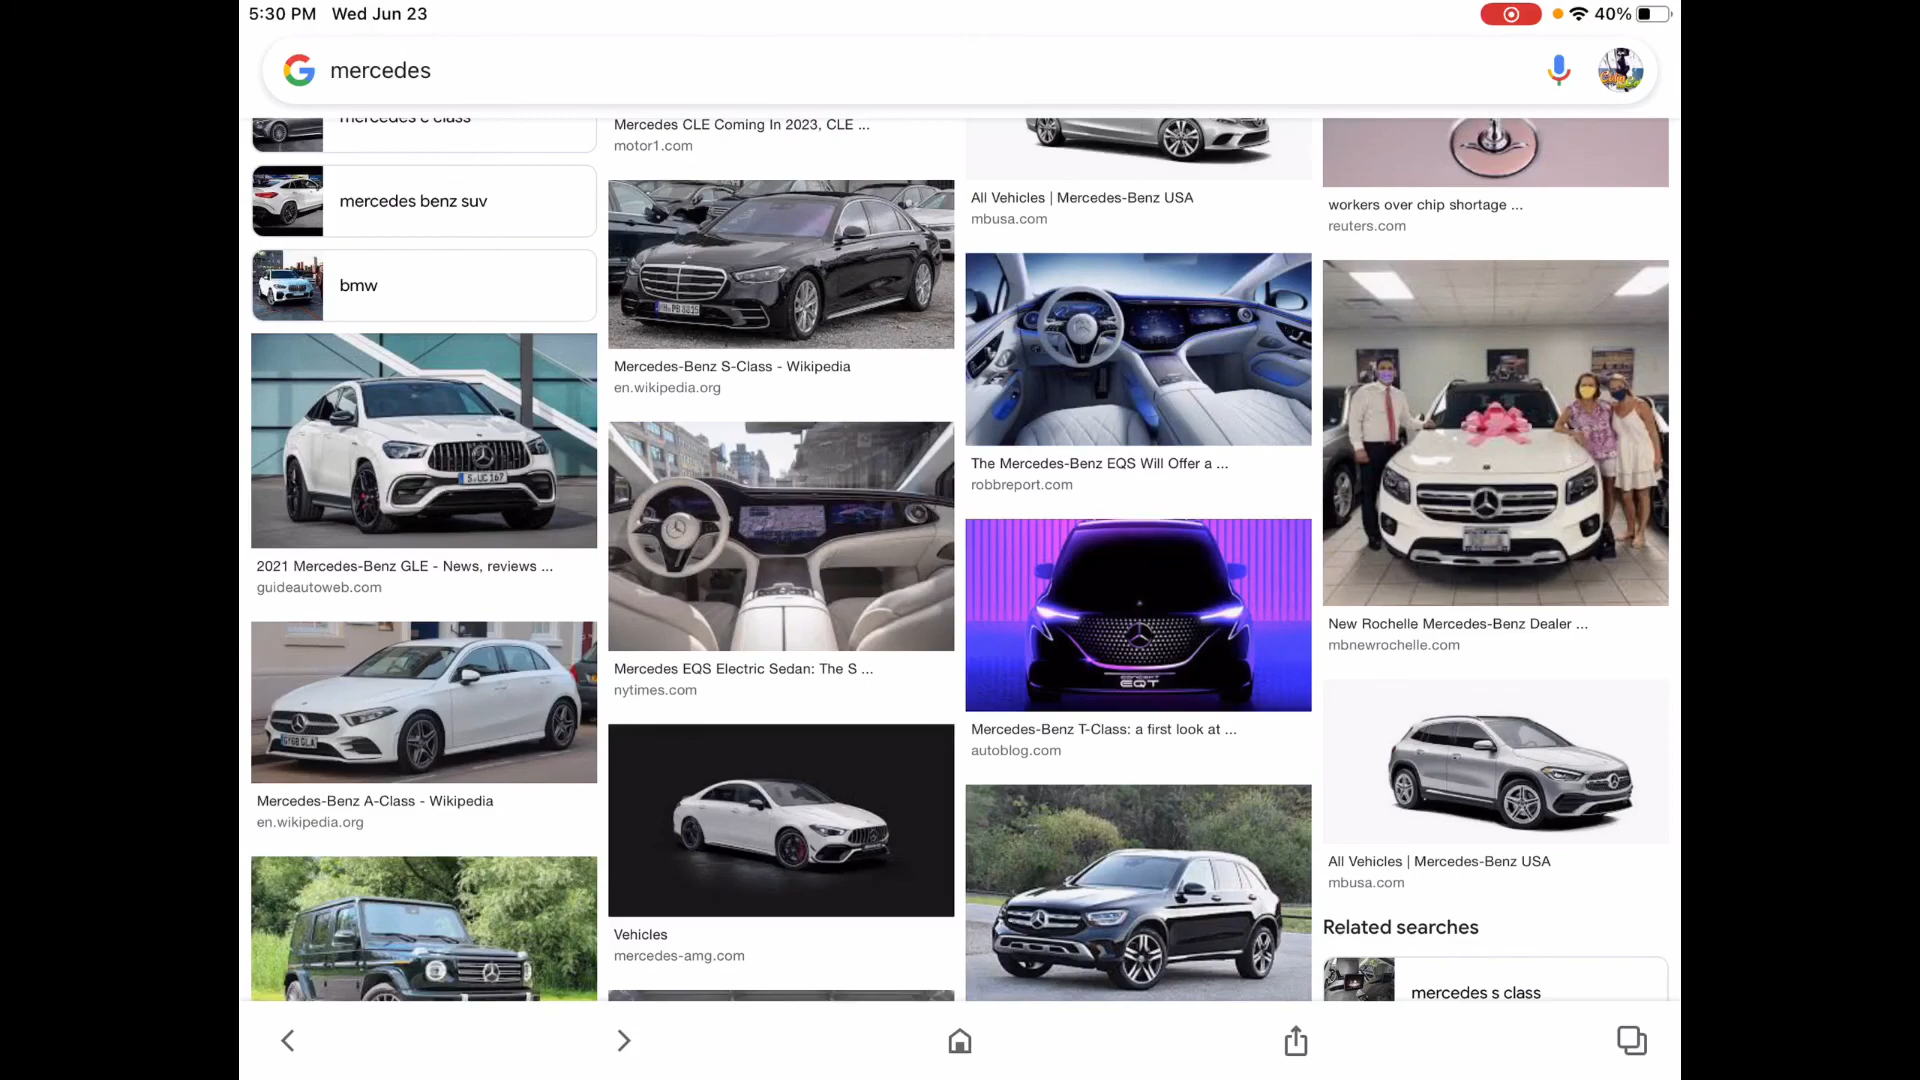 5:30 PM Wed Jun 23
40%
mercedes
mercedes c class
mercedes benz suv
bmw
2021 Mercedes-Benz GLE - News, reviews ...
guideautoweb.com
Mercedes-Benz A-Class - Wikipedia
en.wikipedia.org
Mercedes CLE Coming In 2023, CLE ...
motor1.com
Mercedes-Benz S-Class - Wikipedia
en.wikipedia.org
Mercedes EQS Electric Sedan: The S ...
nytimes.com
Vehicles
mercedes-amg.com
All Vehicles | Mercedes-Benz USA
mbusa.com
The Mercedes-Benz EQS Will Offer a ...
robbreport.com
CONCEPT
EQT
Mercedes-Benz T-Class: a first look at ...
autoblog.com
workers over chip shortage ...
reuters.com
New Rochelle Mercedes-Benz Dealer ...
mbnewrochelle.com
All Vehicles | Mercedes-Benz USA
mbusa.com
Related searches
mercedes s class